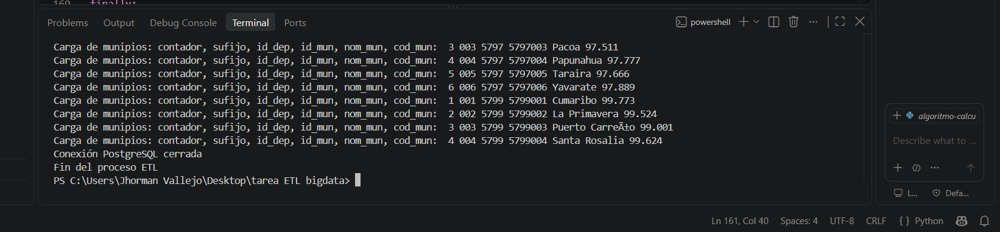 169 finally:
Problems Output Debug Console Terminal Ports powershell
Carga de munipios: contador, sufijo, id_dep, id_mun, nom_mun, cod_mun: 3 003 5797 5797003 Pacoa 97.511
Carga de munipios: contador, sufijo, id_dep, id_mun, nom_mun, cod_mun: 4 004 5797 5797004 Papunahua 97.777
Carga de munipios: contador, sufijo, id_dep, id_mun, nom_mun, cod_mun: 5 005 5797 5797005 Taraira 97.666
Carga de munipios: contador, sufijo, id_dep, id_mun, nom_mun, cod_mun: 6 006 5797 5797006 Yavarate 97.889
Carga de munipios: contador, sufijo, id_dep, id_mun, nom_mun, cod_mun: 1 001 5799 5799001 Cumaribo 99.773
Carga de munipios: contador, sufijo, id_dep, id_mun, nom_mun, cod_mun: 2 002 5799 5799002 La Primavera 99.524
Carga de munipios: contador, sufijo, id_dep, id_mun, nom_mun, cod_mun: 3 003 5799 5799003 Puerto CarreÃ±o 99.001
Carga de munipios: contador, sufijo, id_dep, id_mun, nom_mun, cod_mun: 4 004 5799 5799004 Santa Rosalia 99.624
Conexión PostgreSQL cerrada
Fin del proceso ETL
PS C:\Users\Jhorman Vallejo\Desktop\tarea ETL bigdata>
algoritmo-calcu
Describe what to ...
L... Defa...
Ln 161, Col 40 Spaces: 4 UTF-8 CRLF { } Python